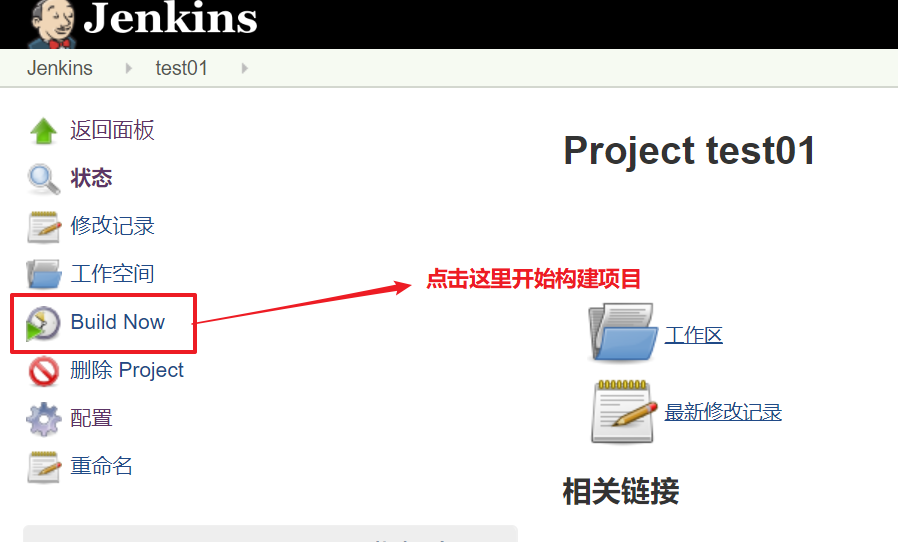 Jenkins
Jenkins
test01
返回面板
状态
修改记录
工作空间
Build Now
删除 Project
配置
重命名
点击这里开始构建项目
Project test01
工作区
最新修改记录
相关链接